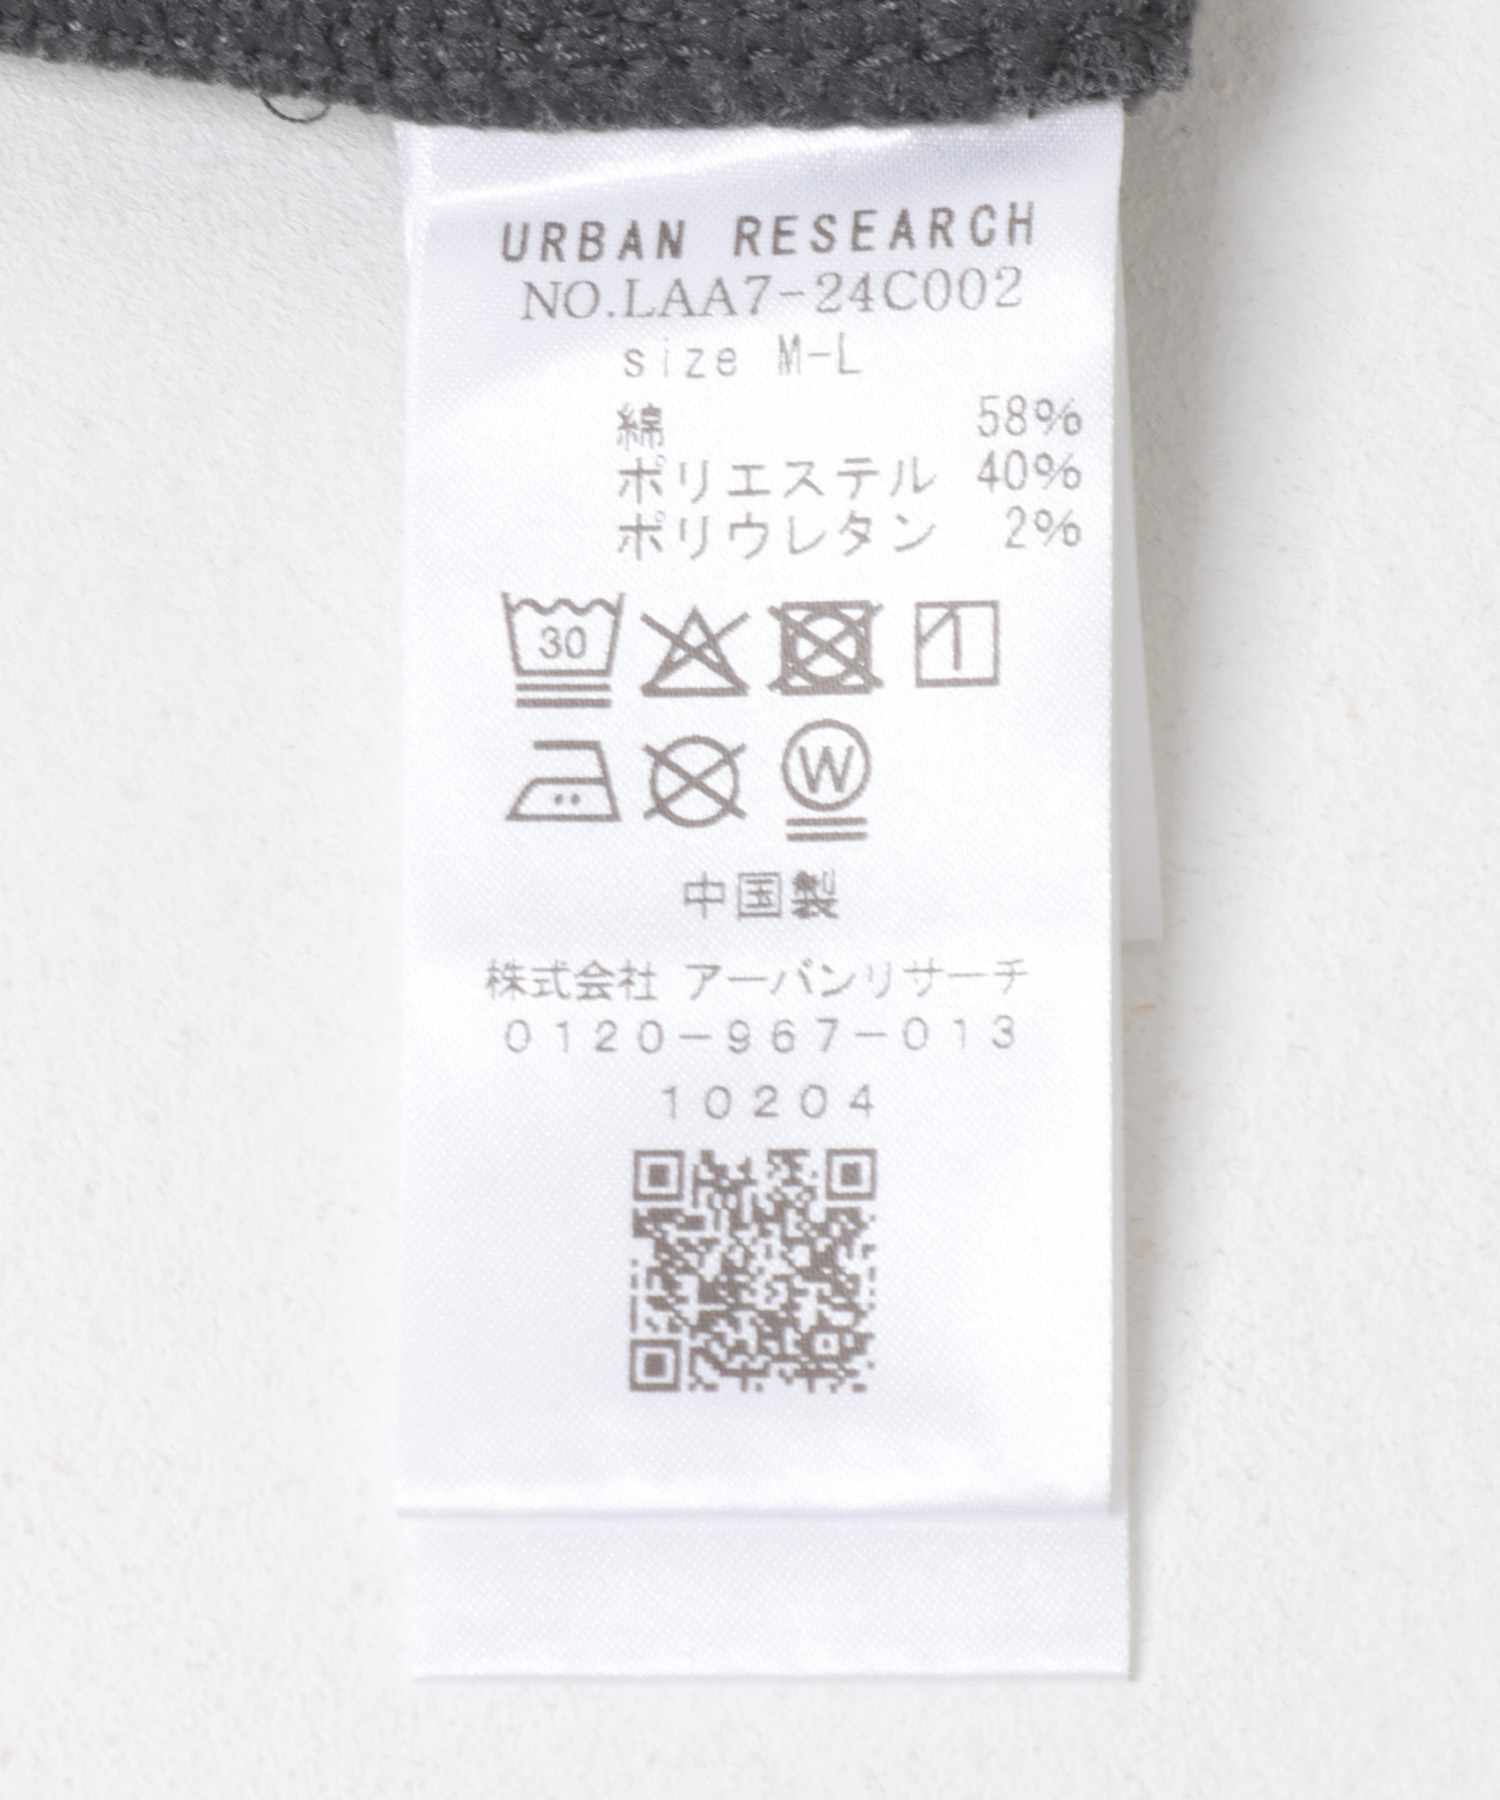 URBAN RESEARCH
NO.LAA7-24C002
size M-L
綿 58%
ポリエステル 40%
ポリウレタン 2%
30
W
中国製
株式会社 アーバンリサーチ
0120-967-013
10204